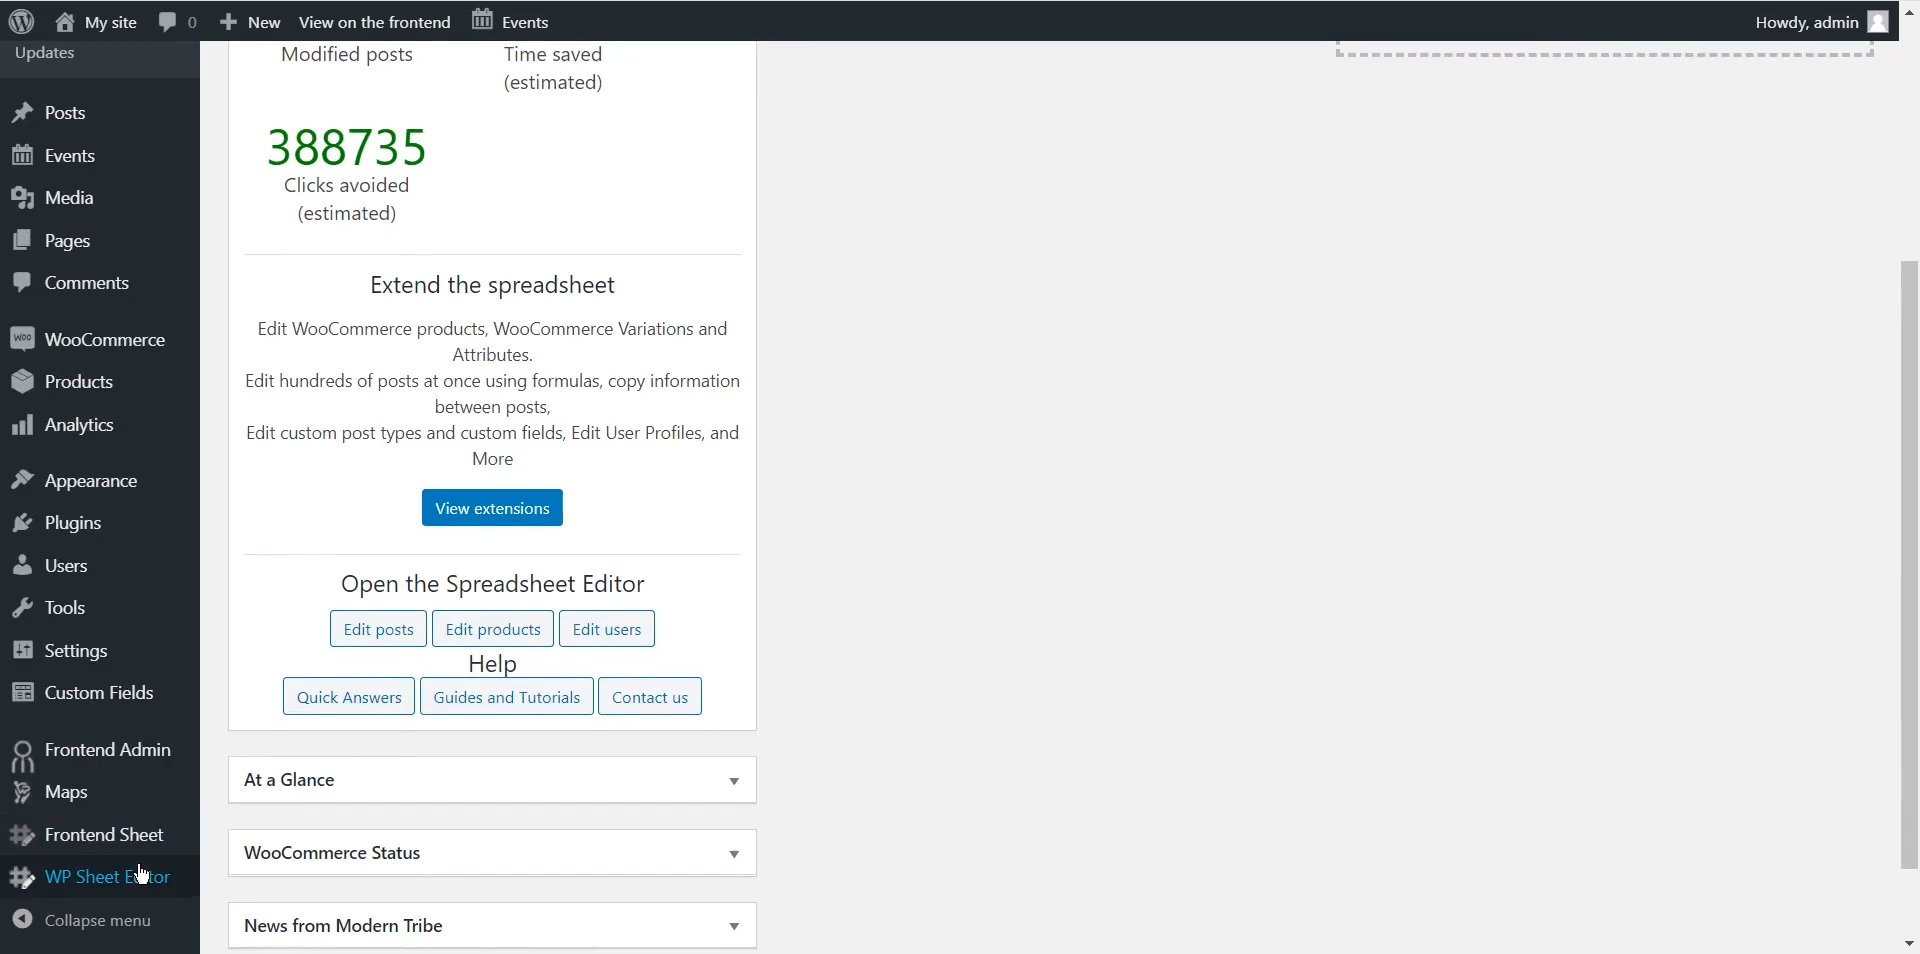 My site
0
New
View on the frontend
Events
Howdy, admin
Updates
Posts
Events
Media
Pages
Comments
WOO
WooCommerce
Products
Analytics
Appearance
Plugins
Users
Tools
Settings
Custom Fields
Frontend Admin
Maps
Frontend Sheet
WP Sheet
Collapse menu
Modified posts
Time saved
(estimated)
388735
Clicks avoided
(estimated)
Extend the spreadsheet
Edit WooCommerce products, WooCommerce Variations and
Attributes.
Edit hundreds of posts at once using formulas, copy information
between posts,
Edit custom post types and custom fields, Edit User Profiles, and
More
View extensions
Open the Spreadsheet Editor
Edit posts
Edit products
Edit users
Help
Quick Answers
Guides and Tutorials
Contact us
At a Glance
WooCommerce Status
News from Modern Tribe